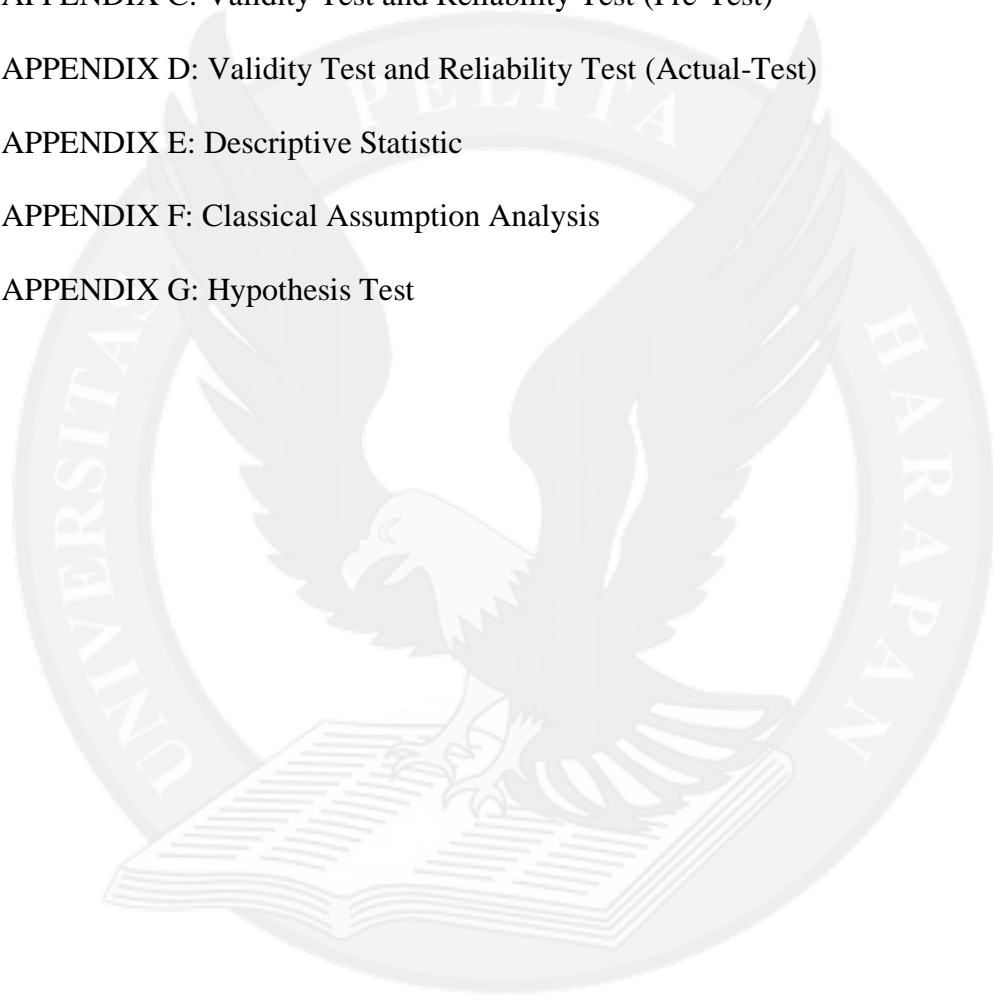 APPENDIX C: Validity Test and Reliability Test (Pre-Test)
APPENDIX D: Validity Test and Reliability Test (Actual-Test)
APPENDIX E: Descriptive Statistic
APPENDIX F: Classical Assumption Analysis
APPENDIX G: Hypothesis Test
UNIVERSITAS PELITA HARAPAN